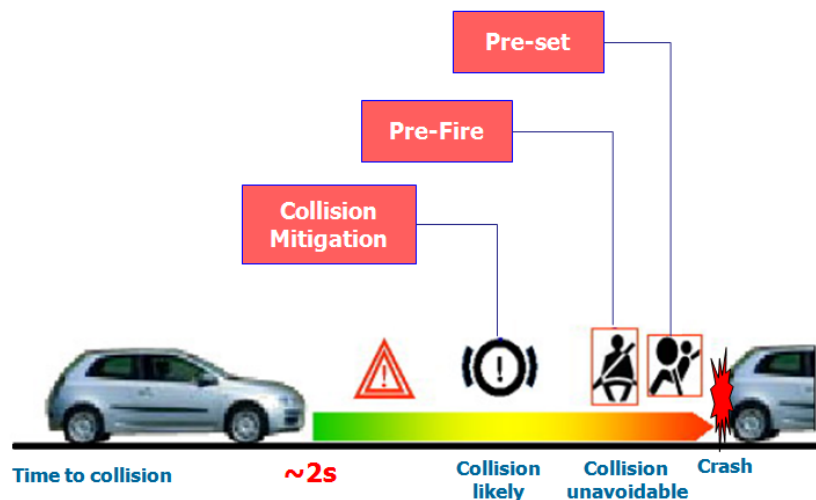 Pre-set
Pre-Fire
Collision
Mitigation
!
!
Time to collision
~2s
Collision
likely
Collision
unavoidable
Crash